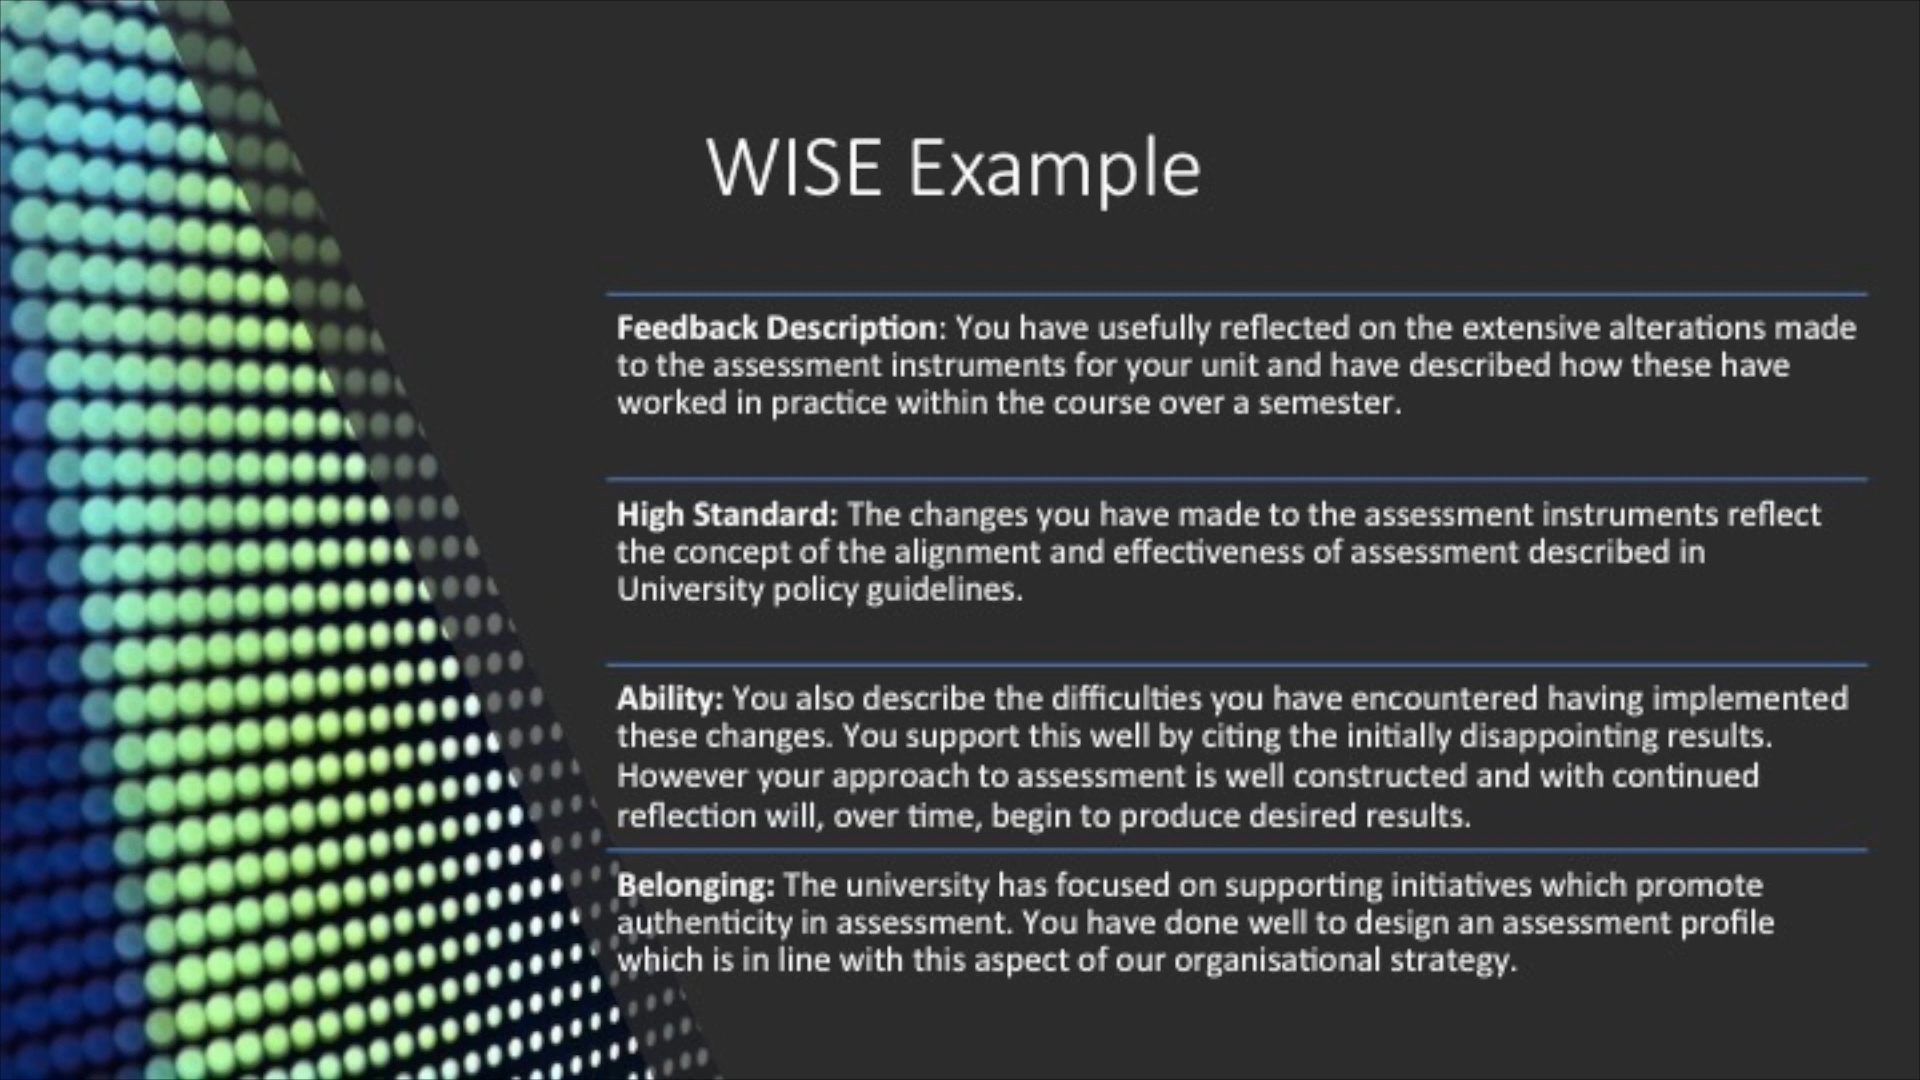 WISE Example
Feedback Description: You have usefully reflected on the extensive alterations made
to the assessment instruments for your unit and have described how these have
worked in practice within the course over a semester.
High Standard: The changes you have made to the assessment instruments reflect
the concept of the alignment and effectiveness of assessment described in
University policy guidelines.
Ability: You also describe the difficulties you have encountered having implemented
these changes. You support this well by citing the initially disappointing results.
However your approach to assessment is well constructed and with continued
reflection will, over time, begin to produce desired results.
Belonging: The university has focused on supporting initiatives which promote
authenticity in assessment. You have done well to design an assessment profile
which is in line with this aspect of our organisational strategy.